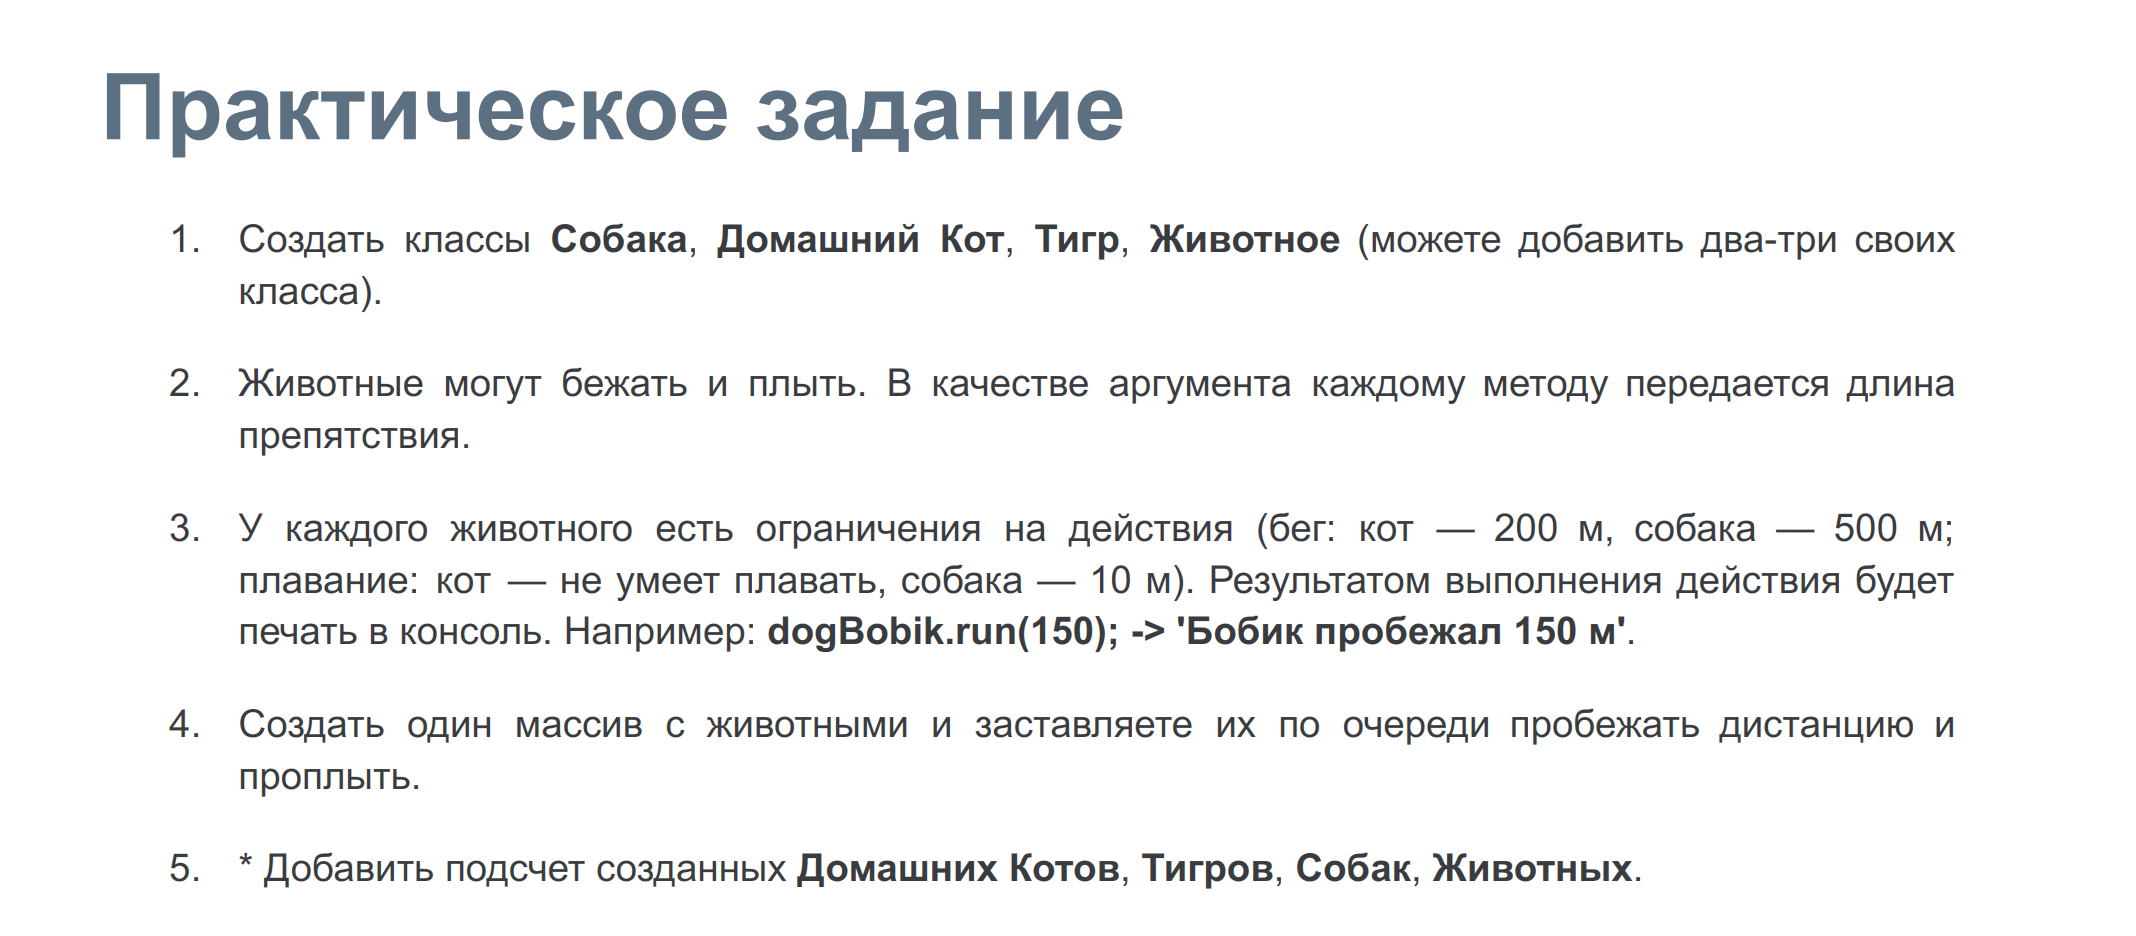 Практическое задание
1. Создать классы Собака, Домашний Кот, Тигр, Животное (можете добавить два-три своих
класса).
2. Животные могут бежать и плыть. В качестве аргумента каждому методу передается длина
препятствия.
3. У каждого животного есть ограничения на действия (бег: кот — 200 м, собака — 500 м;
плавание: кот — не умеет плавать, собака — 10 м). Результатом выполнения действия будет
печать в консоль. Например: dogBobik.run(150); -> 'Бобик пробежал 150 м'.
4. Создать один массив с животными и заставляете их по очереди пробежать дистанцию и
проплыть.
5. * Добавить подсчет созданных Домашних Котов, Тигров, Собак, Животных.